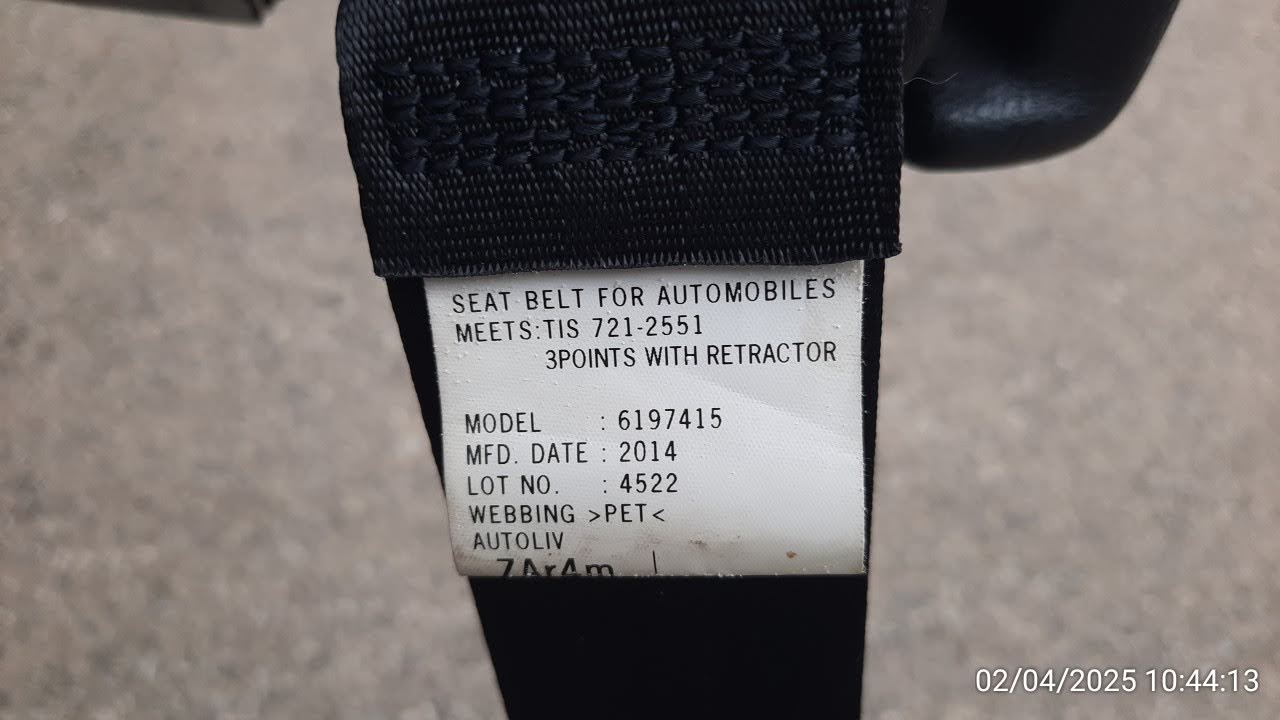 SEAT BELT FOR AUTOMOBILES
MEETS:TIS 721-2551
3POINTS WITH RETRACTOR
MODEL : 6197415
MFD. DATE : 2014
LOT NO. : 4522
WEBBING >PET<
AUTOLIV
7Ar4m
02/04/2025 10:44:13